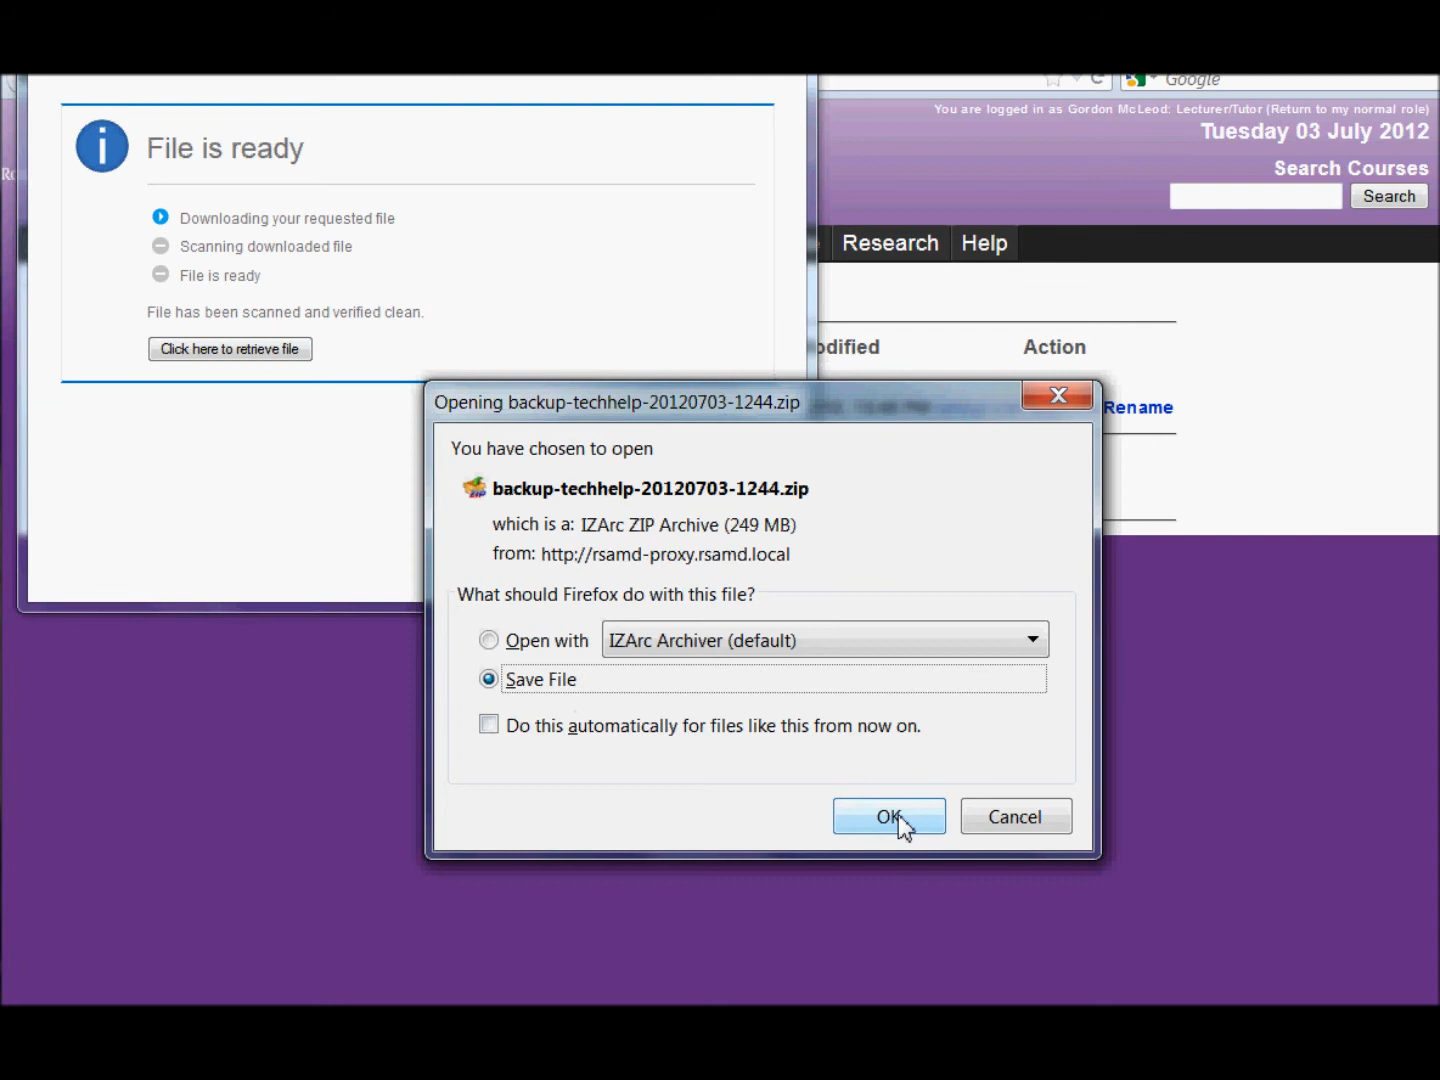 Google
You are logged in as Gordon McLeod: Lecturer/Tutor (Return to my normal role)
Tuesday 03 July 2012
Search Courses
Search
Research Help
File is ready
Downloading your requested file
Scanning downloaded file
File is ready
File has been scanned and verified clean.
Click here to retrieve file
odified Action
Rename
Opening backup-techhelp-20120703-1244.zip
You have chosen to open
backup-techhelp-20120703-1244.zip
which is a: IZArc ZIP Archive (249 MB)
from: http://rsamd-proxy.rsamd.local
What should Firefox do with this file?
Open with IZArc Archiver (default)
Save File
Do this automatically for files like this from now on.
OK Cancel